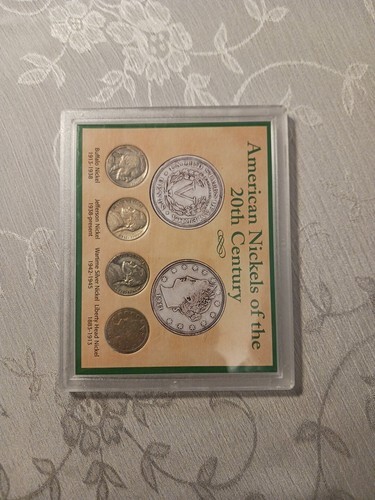 American Nickels of the
20th Century
Buffalo Nickel
1913-1938
Jefferson Nickel
1938-present
Wartime Silver Nickel
1942-1945
Liberty Head Nickel
1883-1913